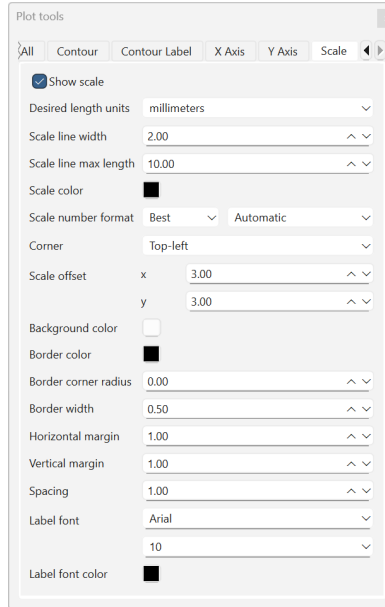 Plot tools
All Contour Contour Label X Axis Y Axis Scale
Show scale
Desired length units millimeters
Scale line width 2.00
Scale line max length 10.00
Scale color
Scale number format Best Automatic
Corner Top-left
Scale offset x 3.00
y 3.00
Background color
Border color
Border corner radius 0.00
Border width 0.50
Horizontal margin 1.00
Vertical margin 1.00
Spacing 1.00
Label font Arial
10
Label font color